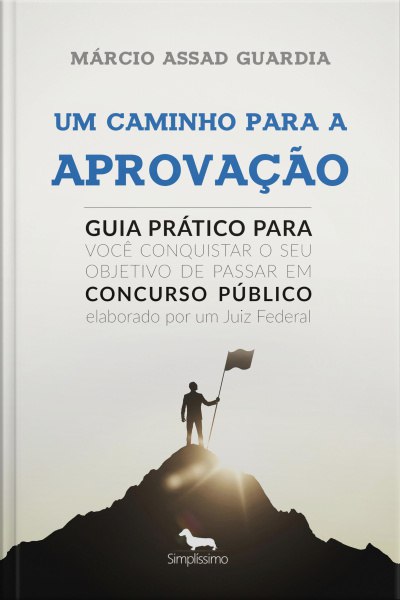 MÁRCIO ASSAD GUARDIA
UM CAMINHO PARA A
APROVAÇÃO
GUIA PRÁTICO PARA
VOCÊ CONQUISTAR O SEU
OBJETIVO DE PASSAR EM
CONCURSO PÚBLICO
elaborado por um Juiz Federal
Simplíssimo